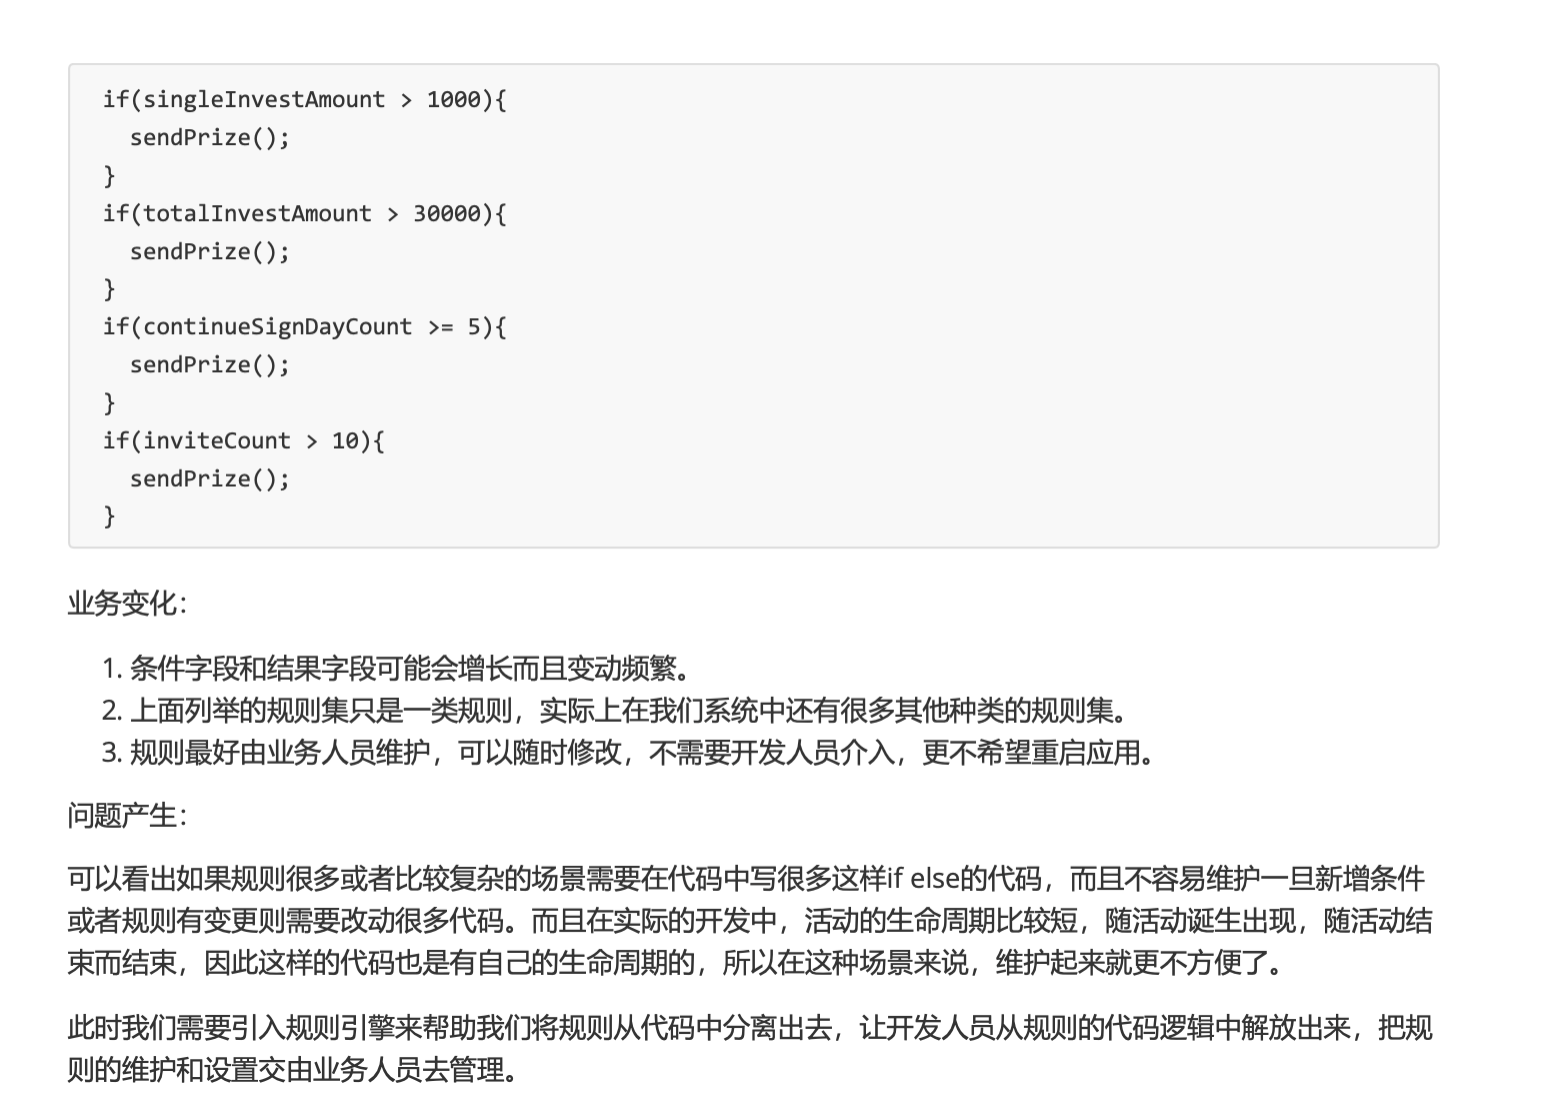 if(singleInvestAmount > 1000){
  sendPrize();
}
if(totalInvestAmount > 30000){
  sendPrize();
}
if(continueSignDayCount >= 5){
  sendPrize();
}
if(inviteCount > 10){
  sendPrize();
}
业务变化：
1. 条件字段和结果字段可能会增长而且变动频繁。
2. 上面列举的规则集只是一类规则，实际上在我们系统中还有很多其他种类的规则集。
3. 规则最好由业务人员维护，可以随时修改，不需要开发人员介入，更不希望重启应用。
问题产生：
可以看出如果规则很多或者比较复杂的场景需要在代码中写很多这样if else的代码，而且不容易维护一旦新增条件
或者规则有变更则需要改动很多代码。而且在实际的开发中，活动的生命周期比较短，随活动诞生出现，随活动结
束而结束，因此这样的代码也是有自己的生命周期的，所以在这种场景来说，维护起来就更不方便了。
此时我们需要引入规则引擎来帮助我们将规则从代码中分离出去，让开发人员从规则的代码逻辑中解放出来，把规
则的维护和设置交由业务人员去管理。